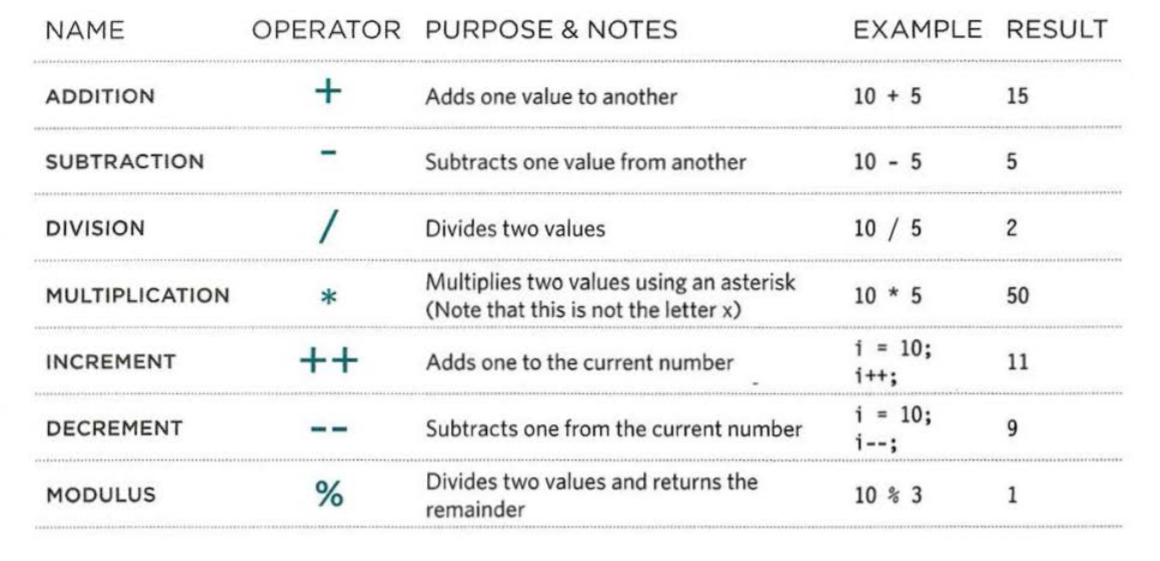 NAME OPERATOR PURPOSE & NOTES EXAMPLE RESULT
ADDITION + Adds one value to another 10 + 5 15
SUBTRACTION - Subtracts one value from another 10 - 5 5
DIVISION / Divides two values 10 / 5 2
MULTIPLICATION * Multiplies two values using an asterisk
(Note that this is not the letter x) 10 * 5 50
INCREMENT ++ Adds one to the current number i = 10;
i++; 11
DECREMENT -- Subtracts one from the current number i = 10;
i--; 9
MODULUS % Divides two values and returns the
remainder 10 % 3 1